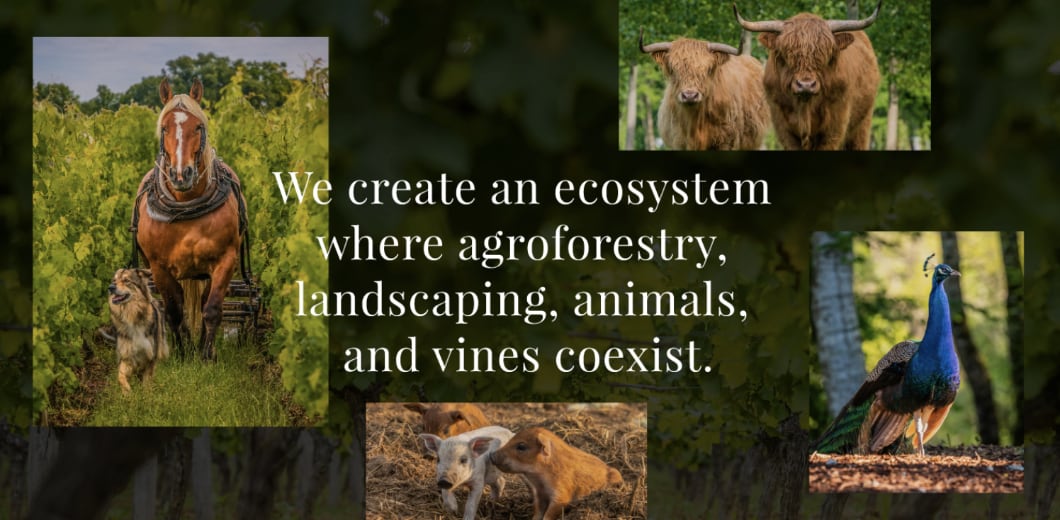 We create an ecosystem
where agroforestry,
landscaping, animals,
and vines coexist.